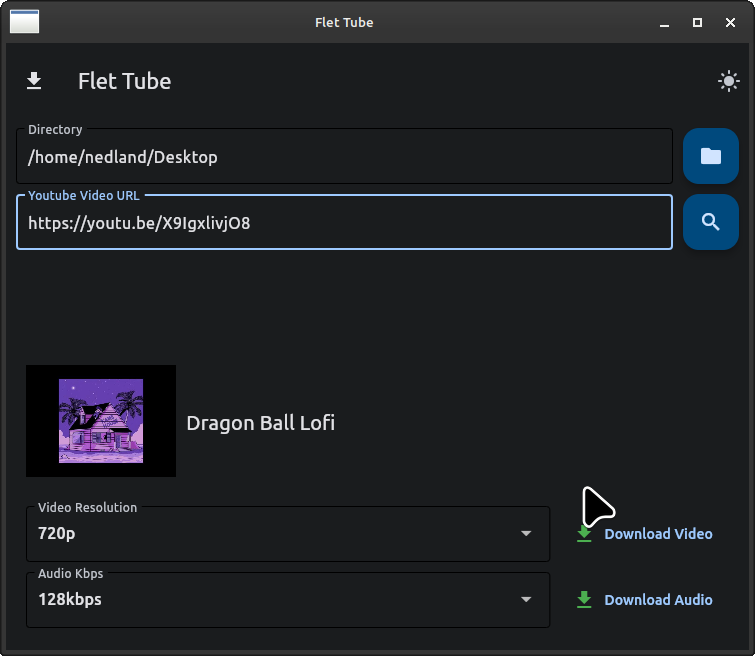 Flet Tube
Flet Tube
Directory
/home/nedland/Desktop
Youtube Video URL
https://youtu.be/X9IgxlivjO8
Dragon Ball Lofi
Video Resolution
720p
Download Video
Audio Kbps
128kbps
Download Audio